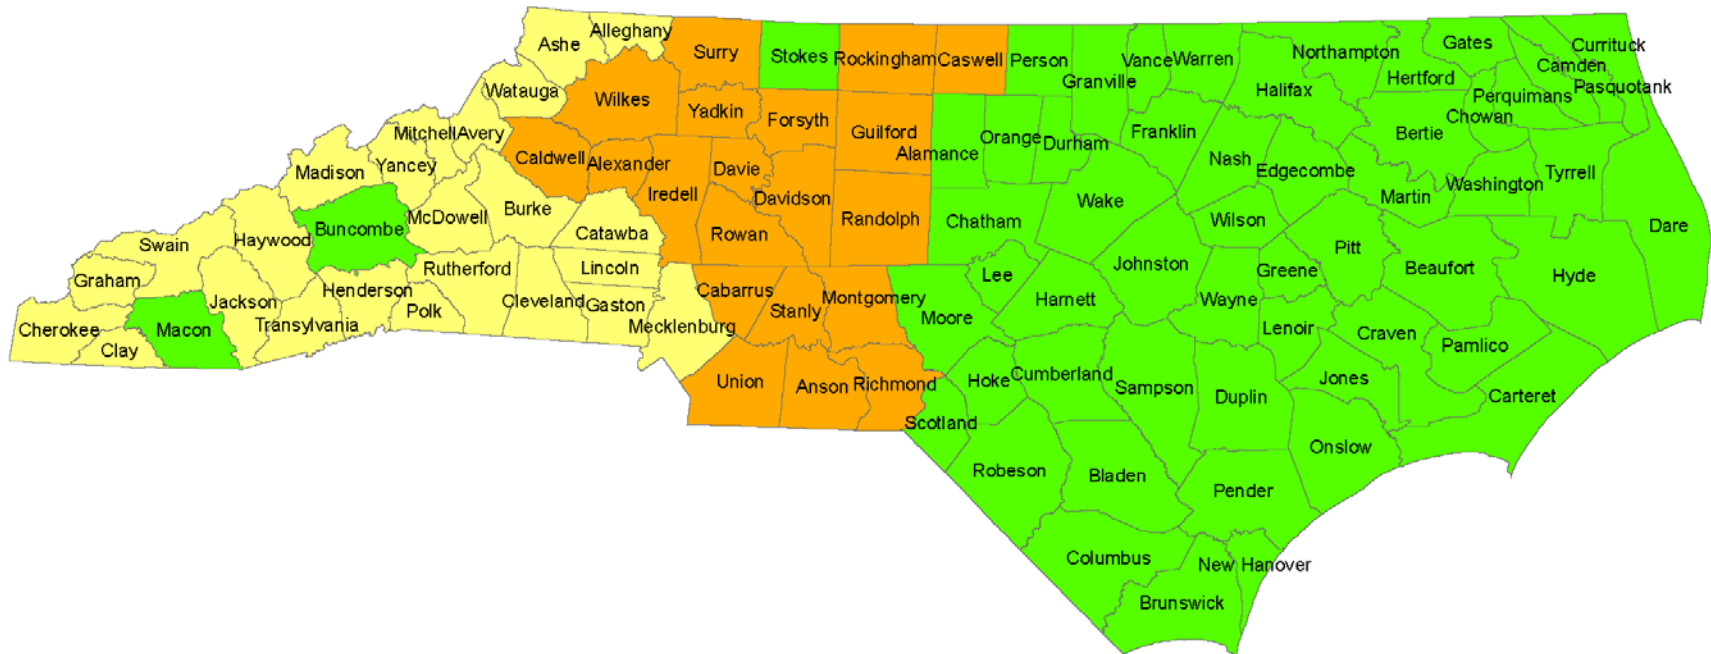 Alleghany
Ashe
Surry
Stokes
Rockingham
Caswell
Person
Granville
Vance
Warren
Northampton
Gates
Currituck
Camden
Pasquotank
Hertford
Halifax
Perquimans
Chowan
Watauga
Wilkes
Yadkin
Forsyth
Guilford
Alamance
Orange
Durham
Franklin
Nash
Edgecombe
Bertie
Mitchell
Avery
Yancey
Madison
Caldwell
Alexander
Iredell
Davie
Davidson
Randolph
Chatham
Wake
Wilson
Martin
Washington
Tyrrell
Dare
Swain
Haywood
Buncombe
McDowell
Burke
Catawba
Rowan
Lee
Johnston
Greene
Pitt
Beaufort
Hyde
Graham
Jackson
Henderson
Rutherford
Lincoln
Cabarrus
Stanly
Montgomery
Moore
Harnett
Wayne
Lenoir
Craven
Pamlico
Cherokee
Clay
Macon
Transylvania
Polk
Cleveland
Gaston
Mecklenburg
Union
Anson
Richmond
Hoke
Cumberland
Sampson
Duplin
Jones
Carteret
Scotland
Robeson
Bladen
Pender
Onslow
Columbus
New Hanover
Brunswick